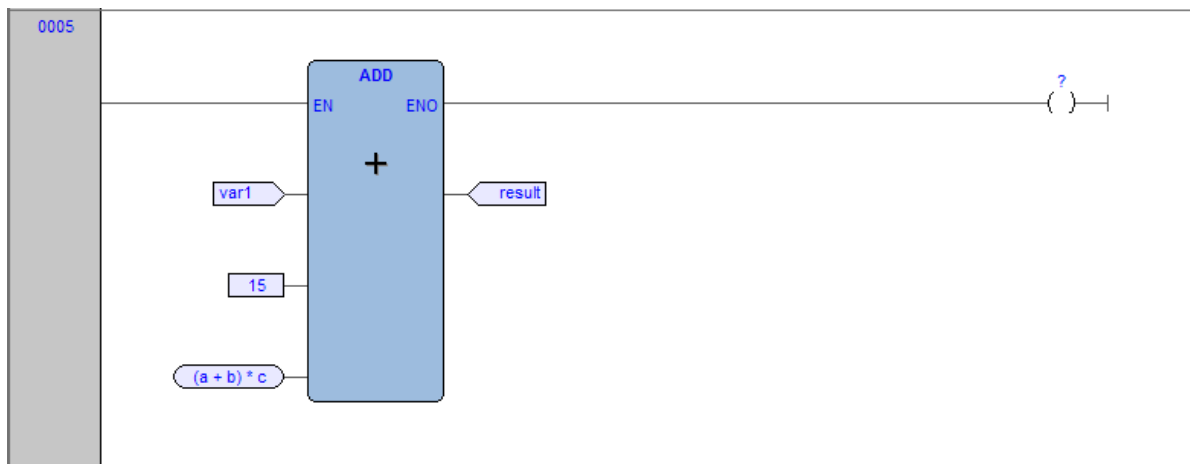 0005
ADD
?
EN ENO
+
var1
result
15
(a + b) * c